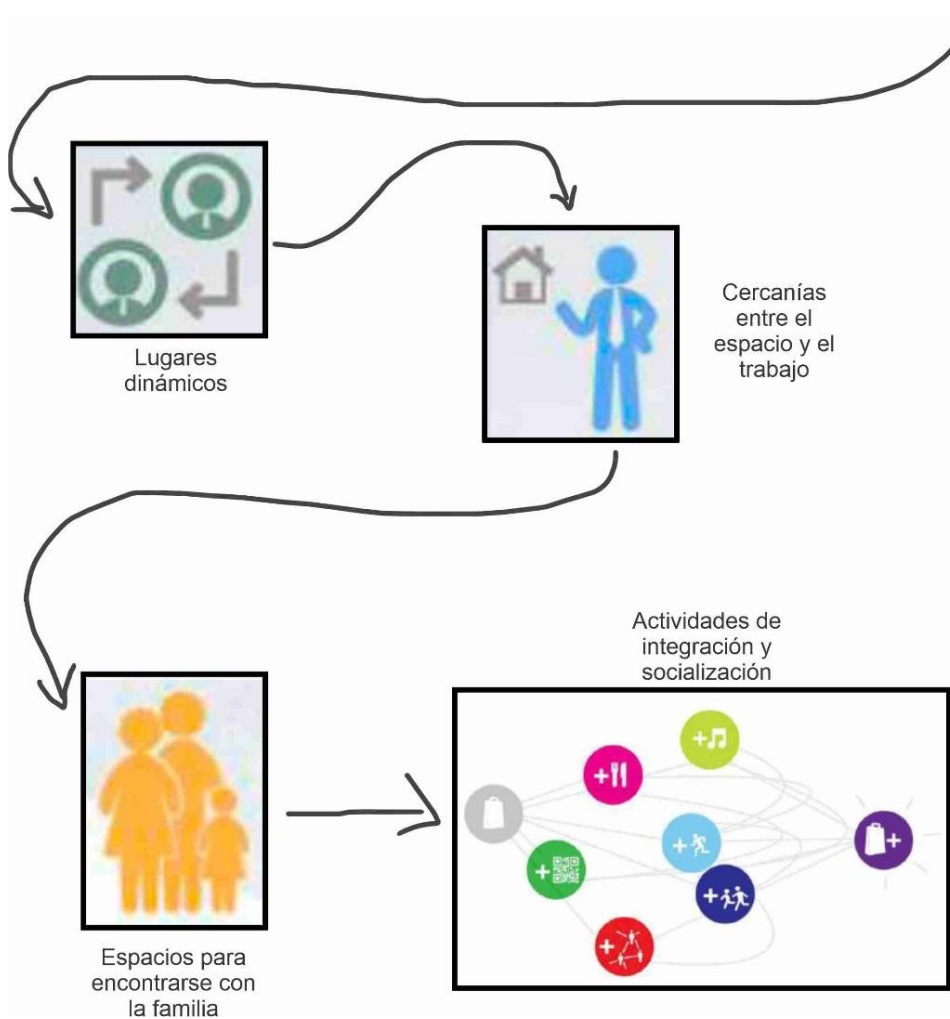 Lugares
dinámicos
Cercanías
entre el
espacio y el
trabajo
Espacios para
encontrarse con
la familia
Actividades de
integración y
socialización